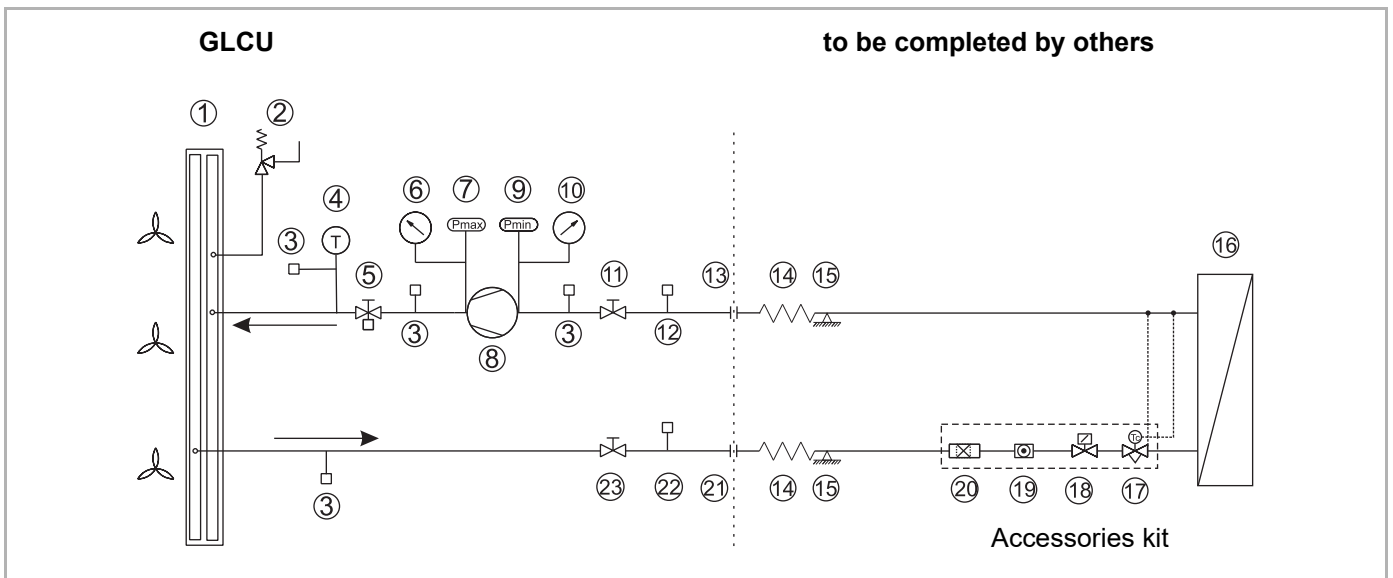 GLCU to be completed by others
1 2
4 6 7 9 10
Pmax Pmin
3 T 5 11 13 14 15 16
3 8 3 12
Tc
3 23 22 21 14 15 20 19 18 17
Accessories kit